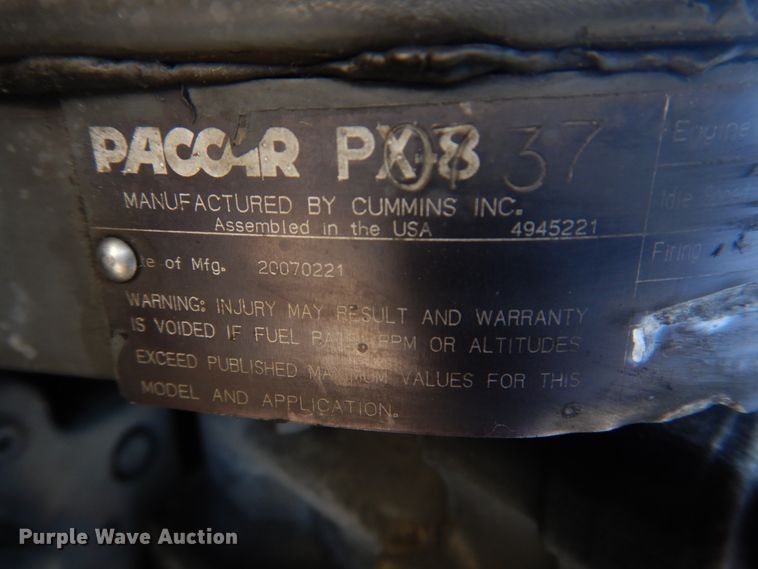 PACCAR PX-8 0737
MANUFACTURED BY CUMMINS INC.
Assembled in the USA 4945221
te of Mfg. 20070221
WARNING: INJURY MAY RESULT AND WARRANTY
IS VOIDED IF FUEL RA RPM OR ALTITUDES
EXCEED PUBLISHED MAXIMUM VALUES FOR THIS
MODEL AND APPLICATION.
Engine
Idle
Firing
Purple Wave Auction